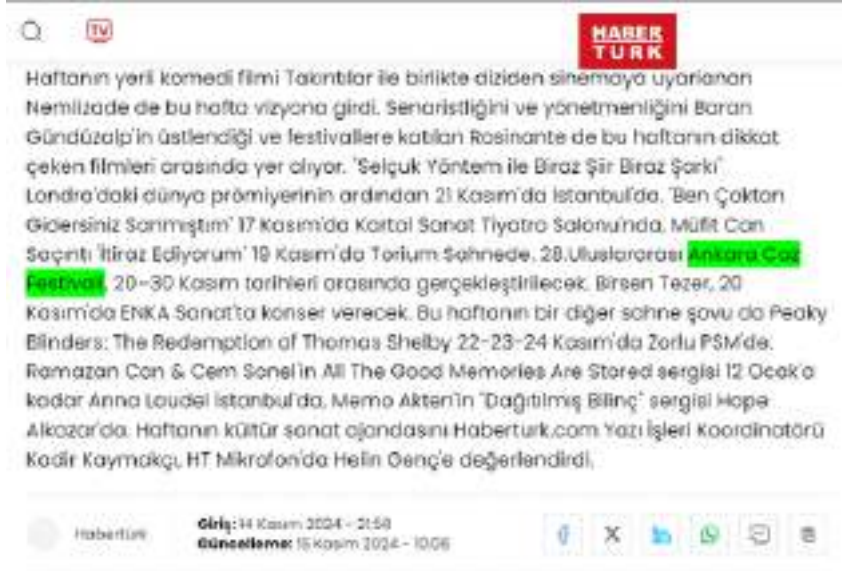 TV
HABER
TURK
Haftanın yerli komedi filmi Takıntılar ile birlikte diziden sinemaya uyarlanan
Nemlizade de bu hafta vizyona girdi. Senaristliğini ve yönetmenliğini Baran
Gündüzalp'in üstlendiği ve festivallere katılan Rosinante de bu haftanın dikkat
çeken filmleri arasında yer alıyor. "Selçuk Yöntem ile Biraz Şiir Biraz Şarkı"
Londra'daki dünya prömiyerinin ardından 21 Kasım'da İstanbul'da. "Ben Çoktan
Gidersiniz Sanmıştım" 17 Kasım'da Kartal Sanat Tiyatro Salonu'nda. Müfit Can
Saçıntı 'İtiraz Ediyorum' 19 Kasım'da Torium Sahnede. 28.Uluslararası Ankara Caz
Festivali, 20-30 Kasım tarihleri arasında gerçekleştirilecek. Birsen Tezer, 20
Kasım'da ENKA Sanat'ta konser verecek. Bu haftanın bir diğer sahne şovu da Peaky
Blinders: The Redemption of Thomas Shelby 22-23-24 Kasım'da Zorlu PSM'de.
Ramazan Can & Cem Sonel'in All The Good Memories Are Stored sergisi 12 Ocak'a
kadar Anna Laudel İstanbul'da, Memo Akten'in "Dağıtılmış Bilinç" sergisi Hope
Alkazar'da. Haftanın kültür sanat ajandasını Haberturk.com Yazı İşleri Koordinatörü
Kadir Kaymakçı, HT Mikrofon'da Helin Genç'e değerlendirdi.
Habertürk
Giriş: 14 Kasım 2024 - 21:58
Güncelleme: 15 Kasım 2024 - 10:06